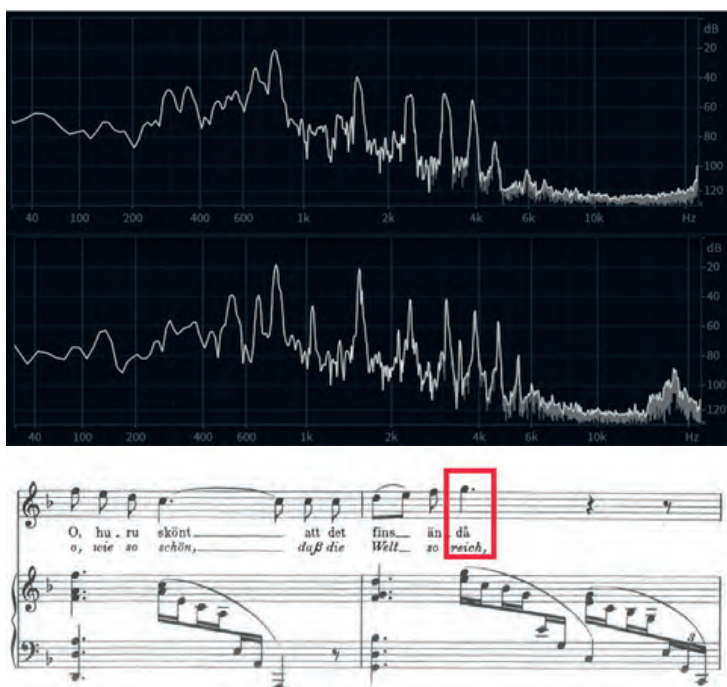 dB
-20
-40
-60
-80
-100
-120
40 100 200 400 600 1k 2k 4k 6k 10k Hz
dB
-20
-40
-60
-80
-100
-120
40 100 200 400 600 1k 2k 4k 6k 10k Hz
O, hu - ru skönt att det fins än då
o, wie so schön, daß die Welt so reich,
3